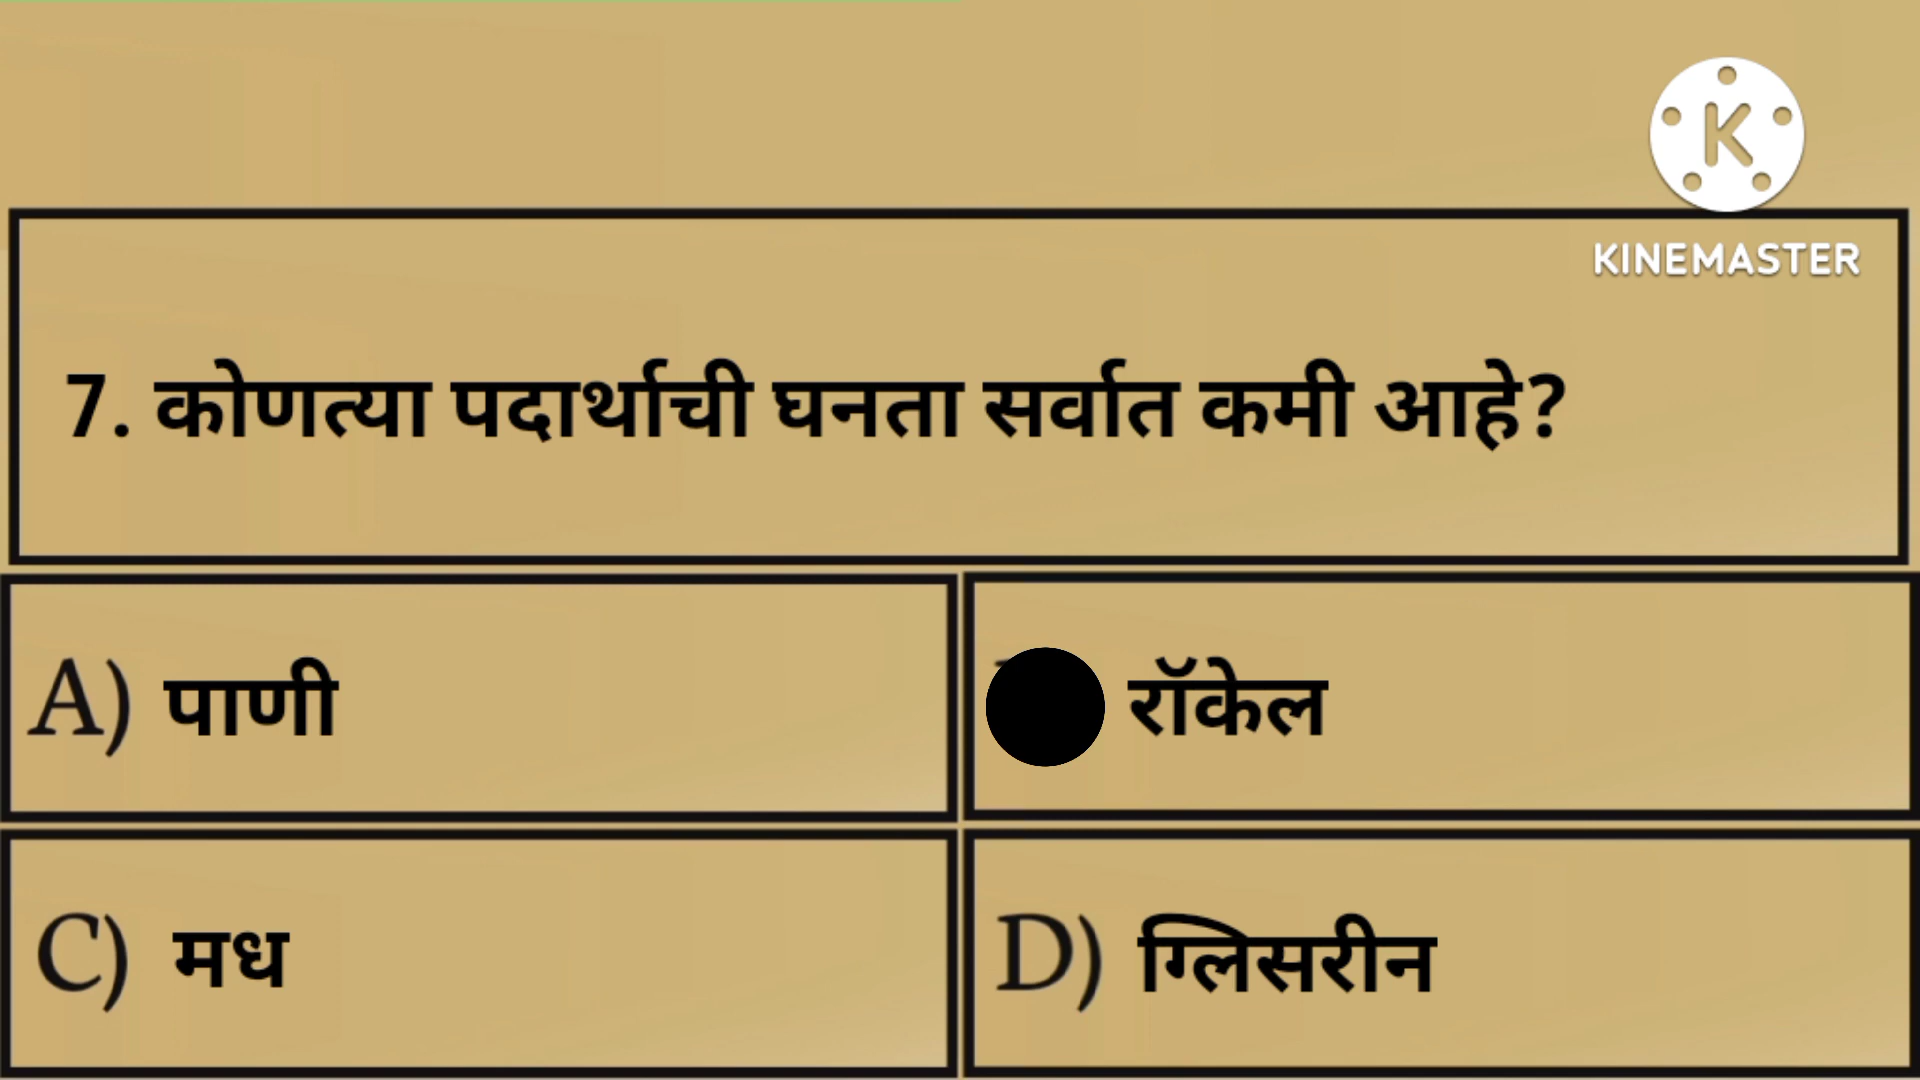 K
KINEMASTER
7. कोणत्या पदार्थाची घनता सर्वात कमी आहे?
A) पाणी
रॉकेल
C) मध
D) ग्लिसरीन